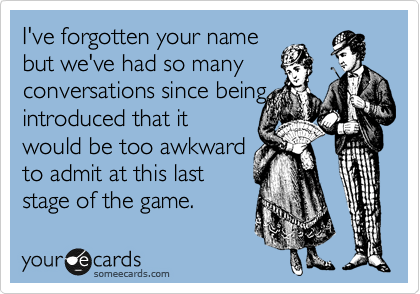 I've forgotten your name
but we've had so many
conversations since being
introduced that it
would be too awkward
to admit at this last
stage of the game.
your e cards
someecards.com